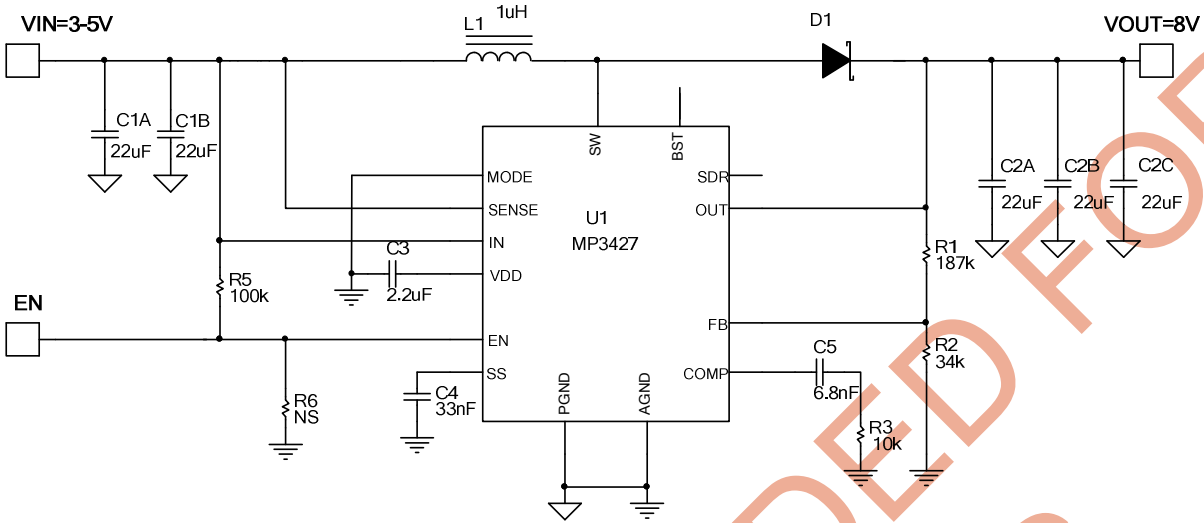 VIN=3-5V
L1
1uH
D1
VOUT=8V
C1A
22uF
C1B
22uF
SW
BST
MODE
SENSE
IN
VDD
EN
SS
SDR
OUT
FB
COMP
PGND
AGND
U1
MP3427
C3
2.2uF
R5
100k
EN
R6
NS
C4
33nF
C5
6.8nF
R3
10k
R1
187k
R2
34k
C2A
22uF
C2B
22uF
C2C
22uF
DED FOR